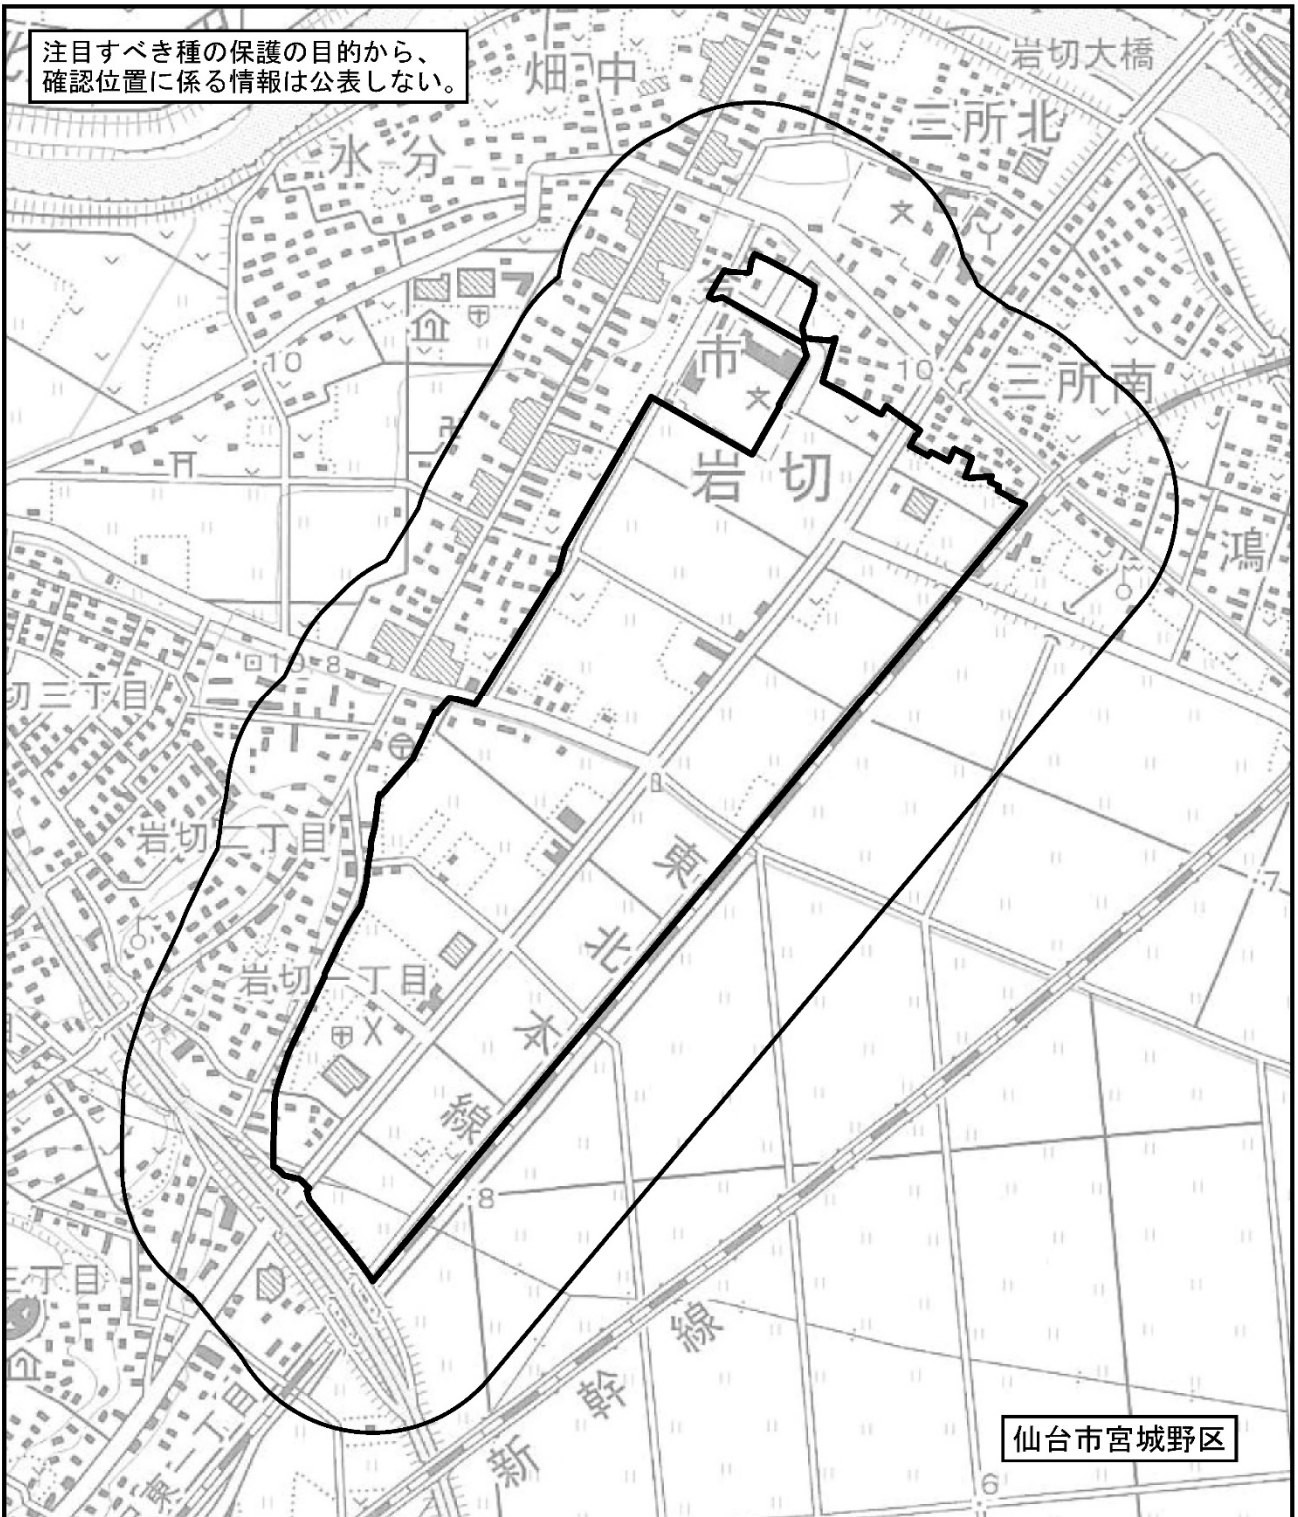 注目すべき種の保護の目的から、
確認位置に係る情報は公表しない。
畑中
岩切大橋
三所北
水分
今
市
10
10
三所南
岩切
鴻
10.8
切三丁目
岩切二丁目
東
北
本
線
7
岩切一丁目
8
三丁目
新
幹
線
東一丁目
仙台市宮城野区
6